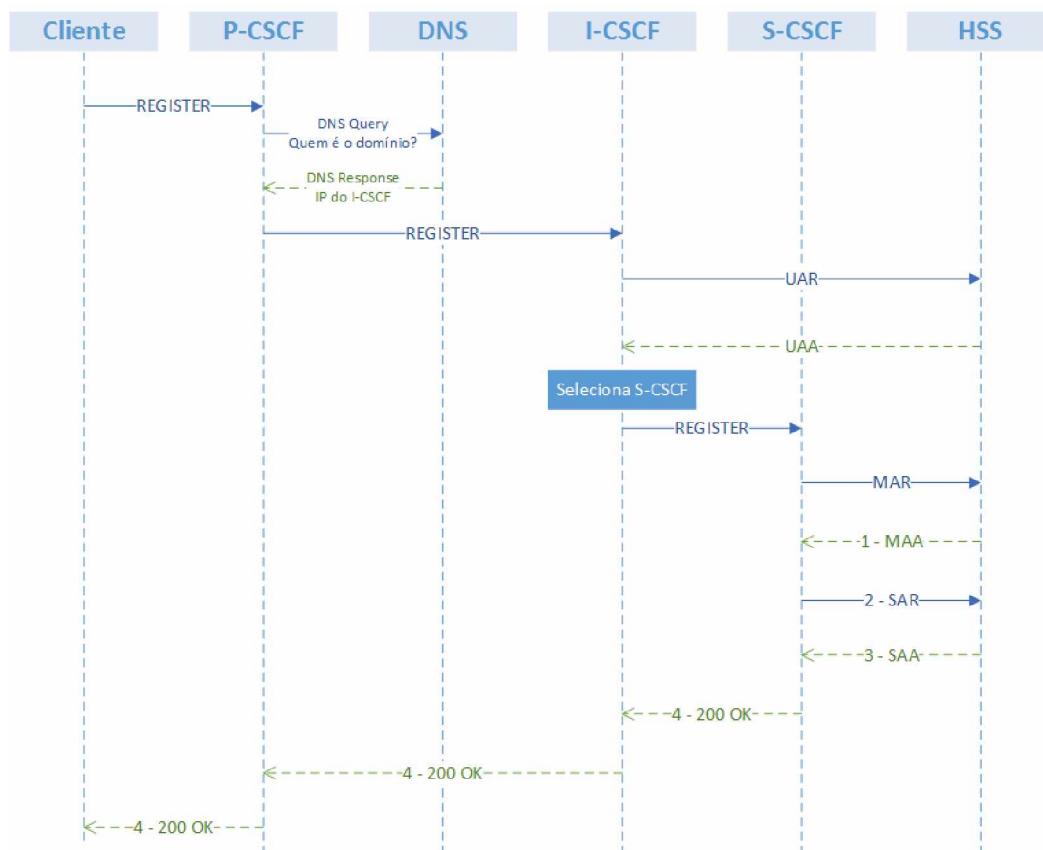 Cliente
P-CSCF
DNS
I-CSCF
S-CSCF
HSS
REGISTER
DNS Query
Quem é o domínio?
DNS Response
IP do I-CSCF
REGISTER
UAR
UAA
Seleciona S-CSCF
REGISTER
MAR
1 - MAA
2 - SAR
3 - SAA
4 - 200 OK
4 - 200 OK
4 - 200 OK